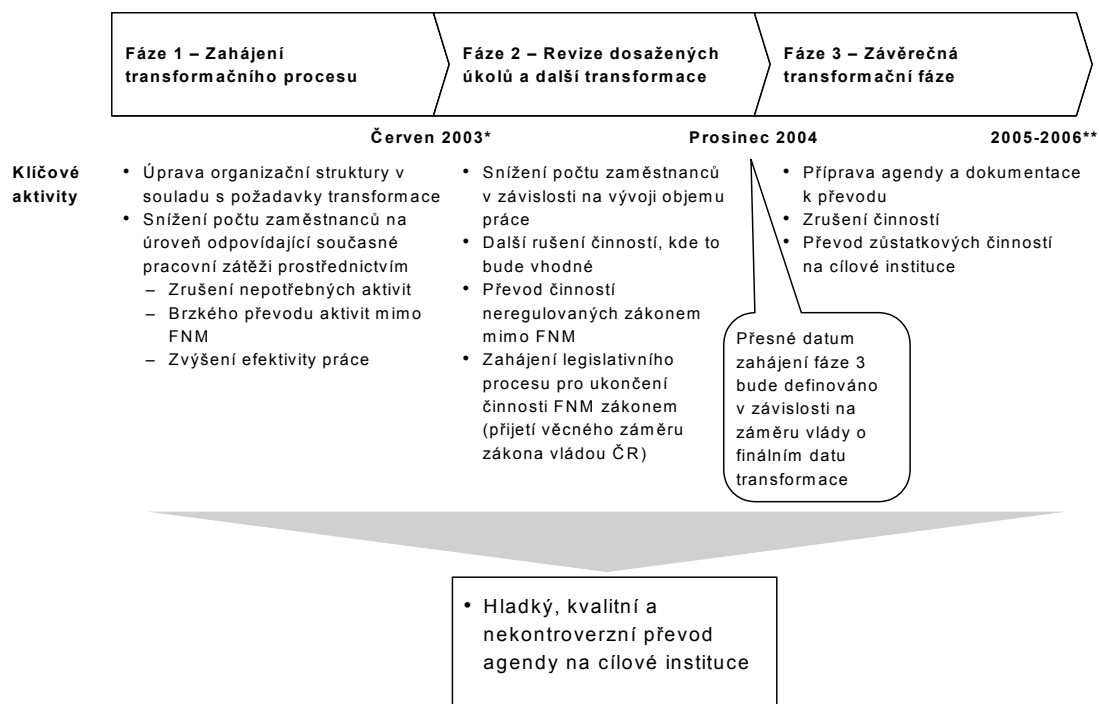 Fáze 1 – Zahájení
transformačního procesu
Fáze 2 – Revize dosažených
úkolů a další transformace
Fáze 3 – Závěrečná
transformační fáze
Červen 2003*
Prosinec 2004
2005-2006**
Klíčové
aktivity
• Úprava organizační struktury v
souladu s požadavky transformace
• Snížení počtu zaměstnanců na
úroveň odpovídající současné
pracovní zátěži prostřednictvím
– Zrušení nepotřebných aktivit
– Brzkého převodu aktivit mimo
FNM
– Zvýšení efektivity práce
• Snížení počtu zaměstnanců
v závislosti na vývoji objemu
práce
• Další rušení činností, kde to
bude vhodné
• Převod činností
neregulovaných zákonem
mimo FNM
• Zahájení legislativního
procesu pro ukončení
činnosti FNM zákonem
(přijetí věcného záměru
zákona vládou ČR)
• Příprava agendy a dokumentace
k převodu
• Zrušení činností
• Převod zůstatkových činností
na cílové instituce
Přesné datum
zahájení fáze 3
bude definováno
v závislosti na
záměru vlády o
finálním datu
transformace
• Hladký, kvalitní a
nekontroverzní převod
agendy na cílové instituce